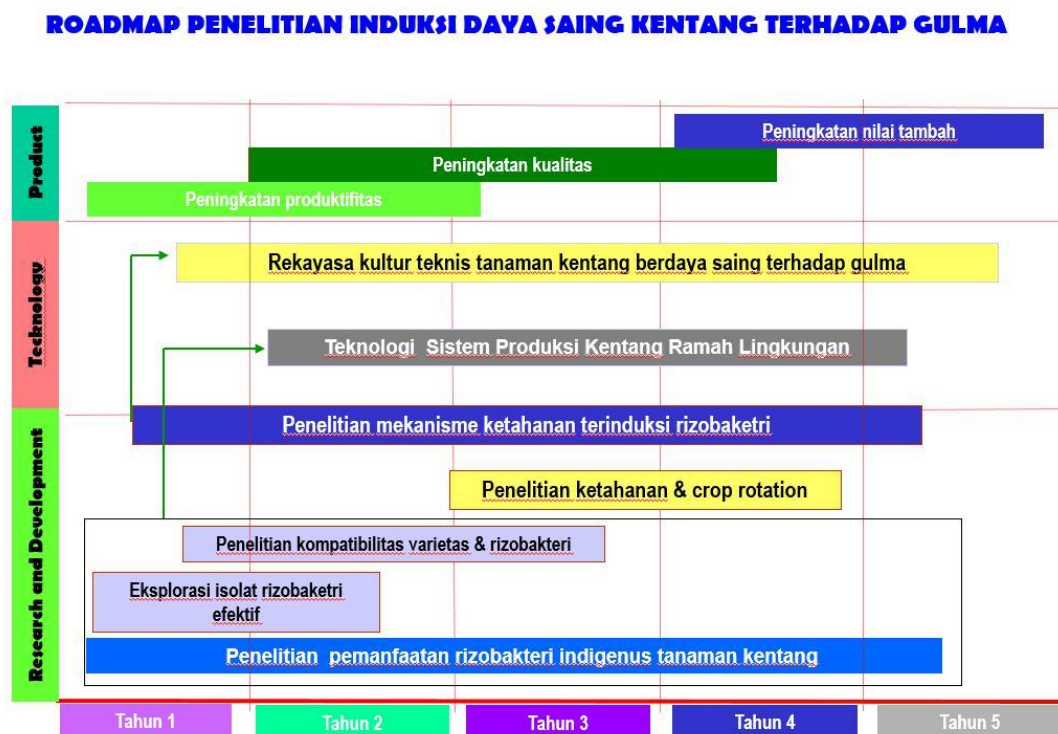 ROADMAP PENELITIAN INDUKSI DAYA SAING KENTANG TERHADAP GULMA
Product
Peningkatan nilai tambah
Peningkatan kualitas
Peningkatan produktifitas
Tecknology
Rekayasa kultur teknis tanaman kentang berdaya saing terhadap gulma
Teknologi Sistem Produksi Kentang Ramah Lingkungan
Research and Development
Penelitian mekanisme ketahanan terinduksi rizobaketri
Penelitian ketahanan & crop rotation
Penelitian kompatibilitas varietas & rizobakteri
Eksplorasi isolat rizobaketri
efektif
Penelitian pemanfaatan rizobakteri indigenus tanaman kentang
Tahun 1
Tahun 2
Tahun 3
Tahun 4
Tahun 5